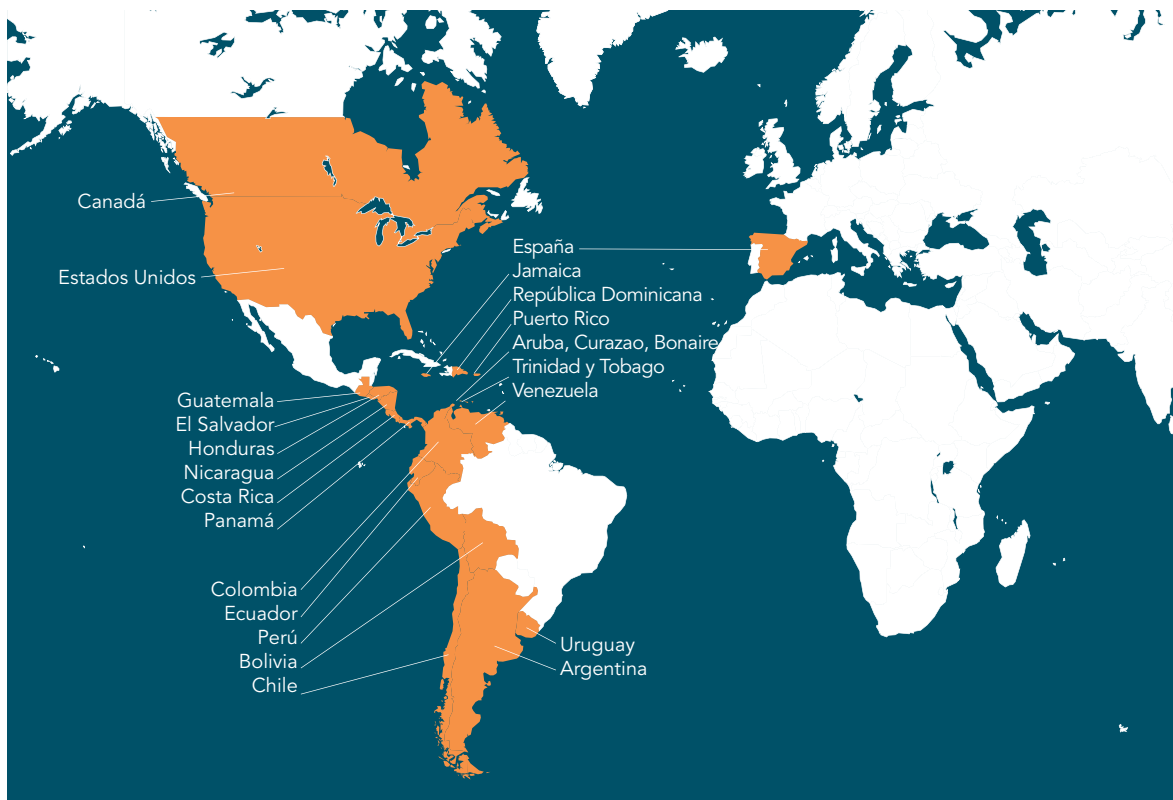 Canadá
Estados Unidos
España
Jamaica
República Dominicana
Puerto Rico
Aruba, Curazao, Bonaire
Trinidad y Tobago
Venezuela
Guatemala
El Salvador
Honduras
Nicaragua
Costa Rica
Panamá
Colombia
Ecuador
Perú
Bolivia
Chile
Uruguay
Argentina